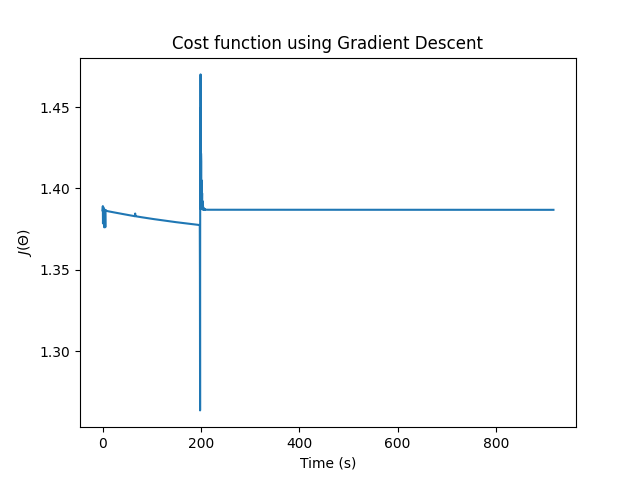 Cost function using Gradient Descent
1.45
1.40
1.35
1.30
J(Θ)
0 200 400 600 800
Time (s)